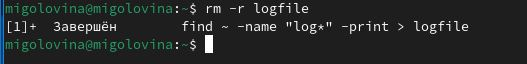 migolovina@migolovina:~$ rm -r logfile
[1]+  Завершён        find ~ -name "log*" -print > logfile
migolovina@migolovina:~$